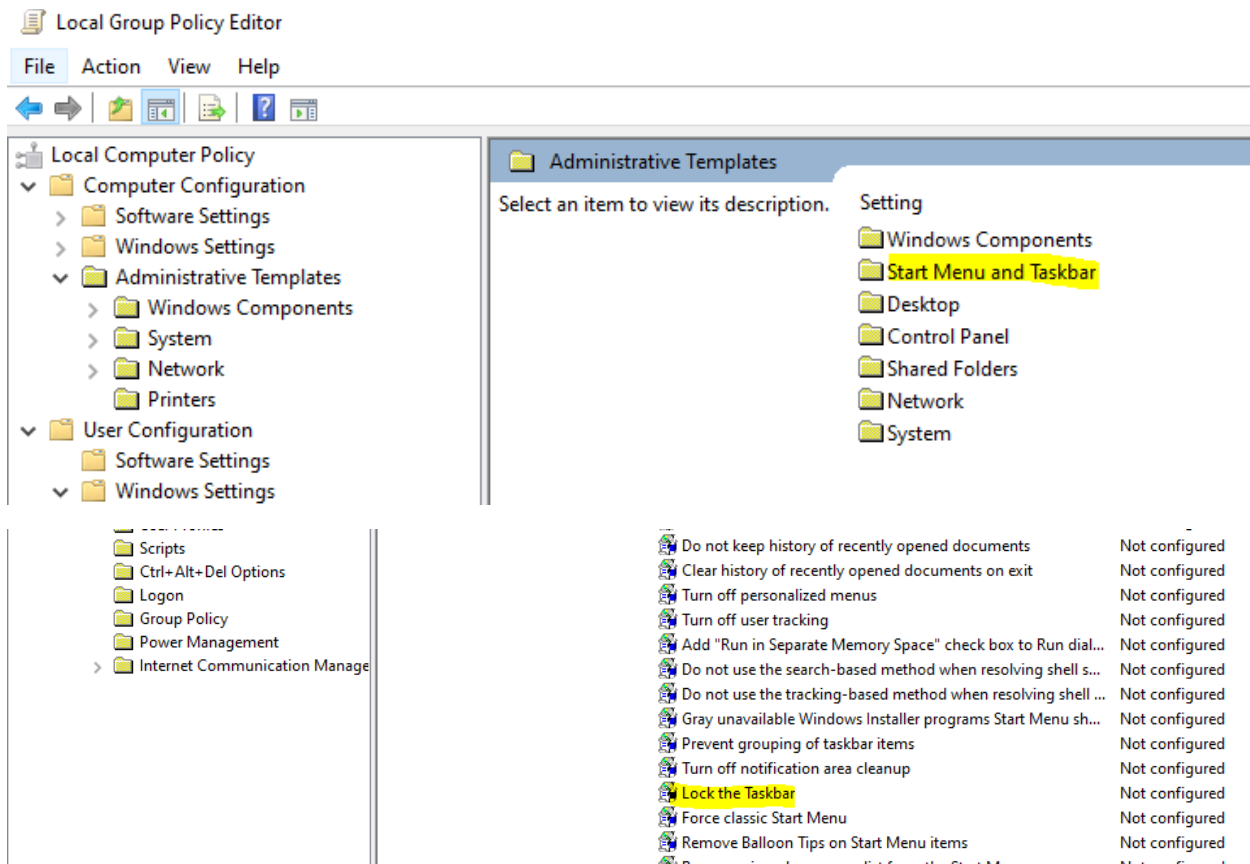 Local Group Policy Editor
File Action View Help
Local Computer Policy
Computer Configuration
Software Settings
Windows Settings
Administrative Templates
Windows Components
System
Network
Printers
User Configuration
Software Settings
Windows Settings
Administrative Templates
Select an item to view its description.
Setting
Windows Components
Start Menu and Taskbar
Desktop
Control Panel
Shared Folders
Network
System
Scripts
Ctrl+Alt+Del Options
Logon
Group Policy
Power Management
Internet Communication Manage
Do not keep history of recently opened documents Not configured
Clear history of recently opened documents on exit Not configured
Turn off personalized menus Not configured
Turn off user tracking Not configured
Add "Run in Separate Memory Space" check box to Run dial... Not configured
Do not use the search-based method when resolving shell s... Not configured
Do not use the tracking-based method when resolving shell ... Not configured
Gray unavailable Windows Installer programs Start Menu sh... Not configured
Prevent grouping of taskbar items Not configured
Turn off notification area cleanup Not configured
Lock the Taskbar Not configured
Force classic Start Menu Not configured
Remove Balloon Tips on Start Menu items Not configured